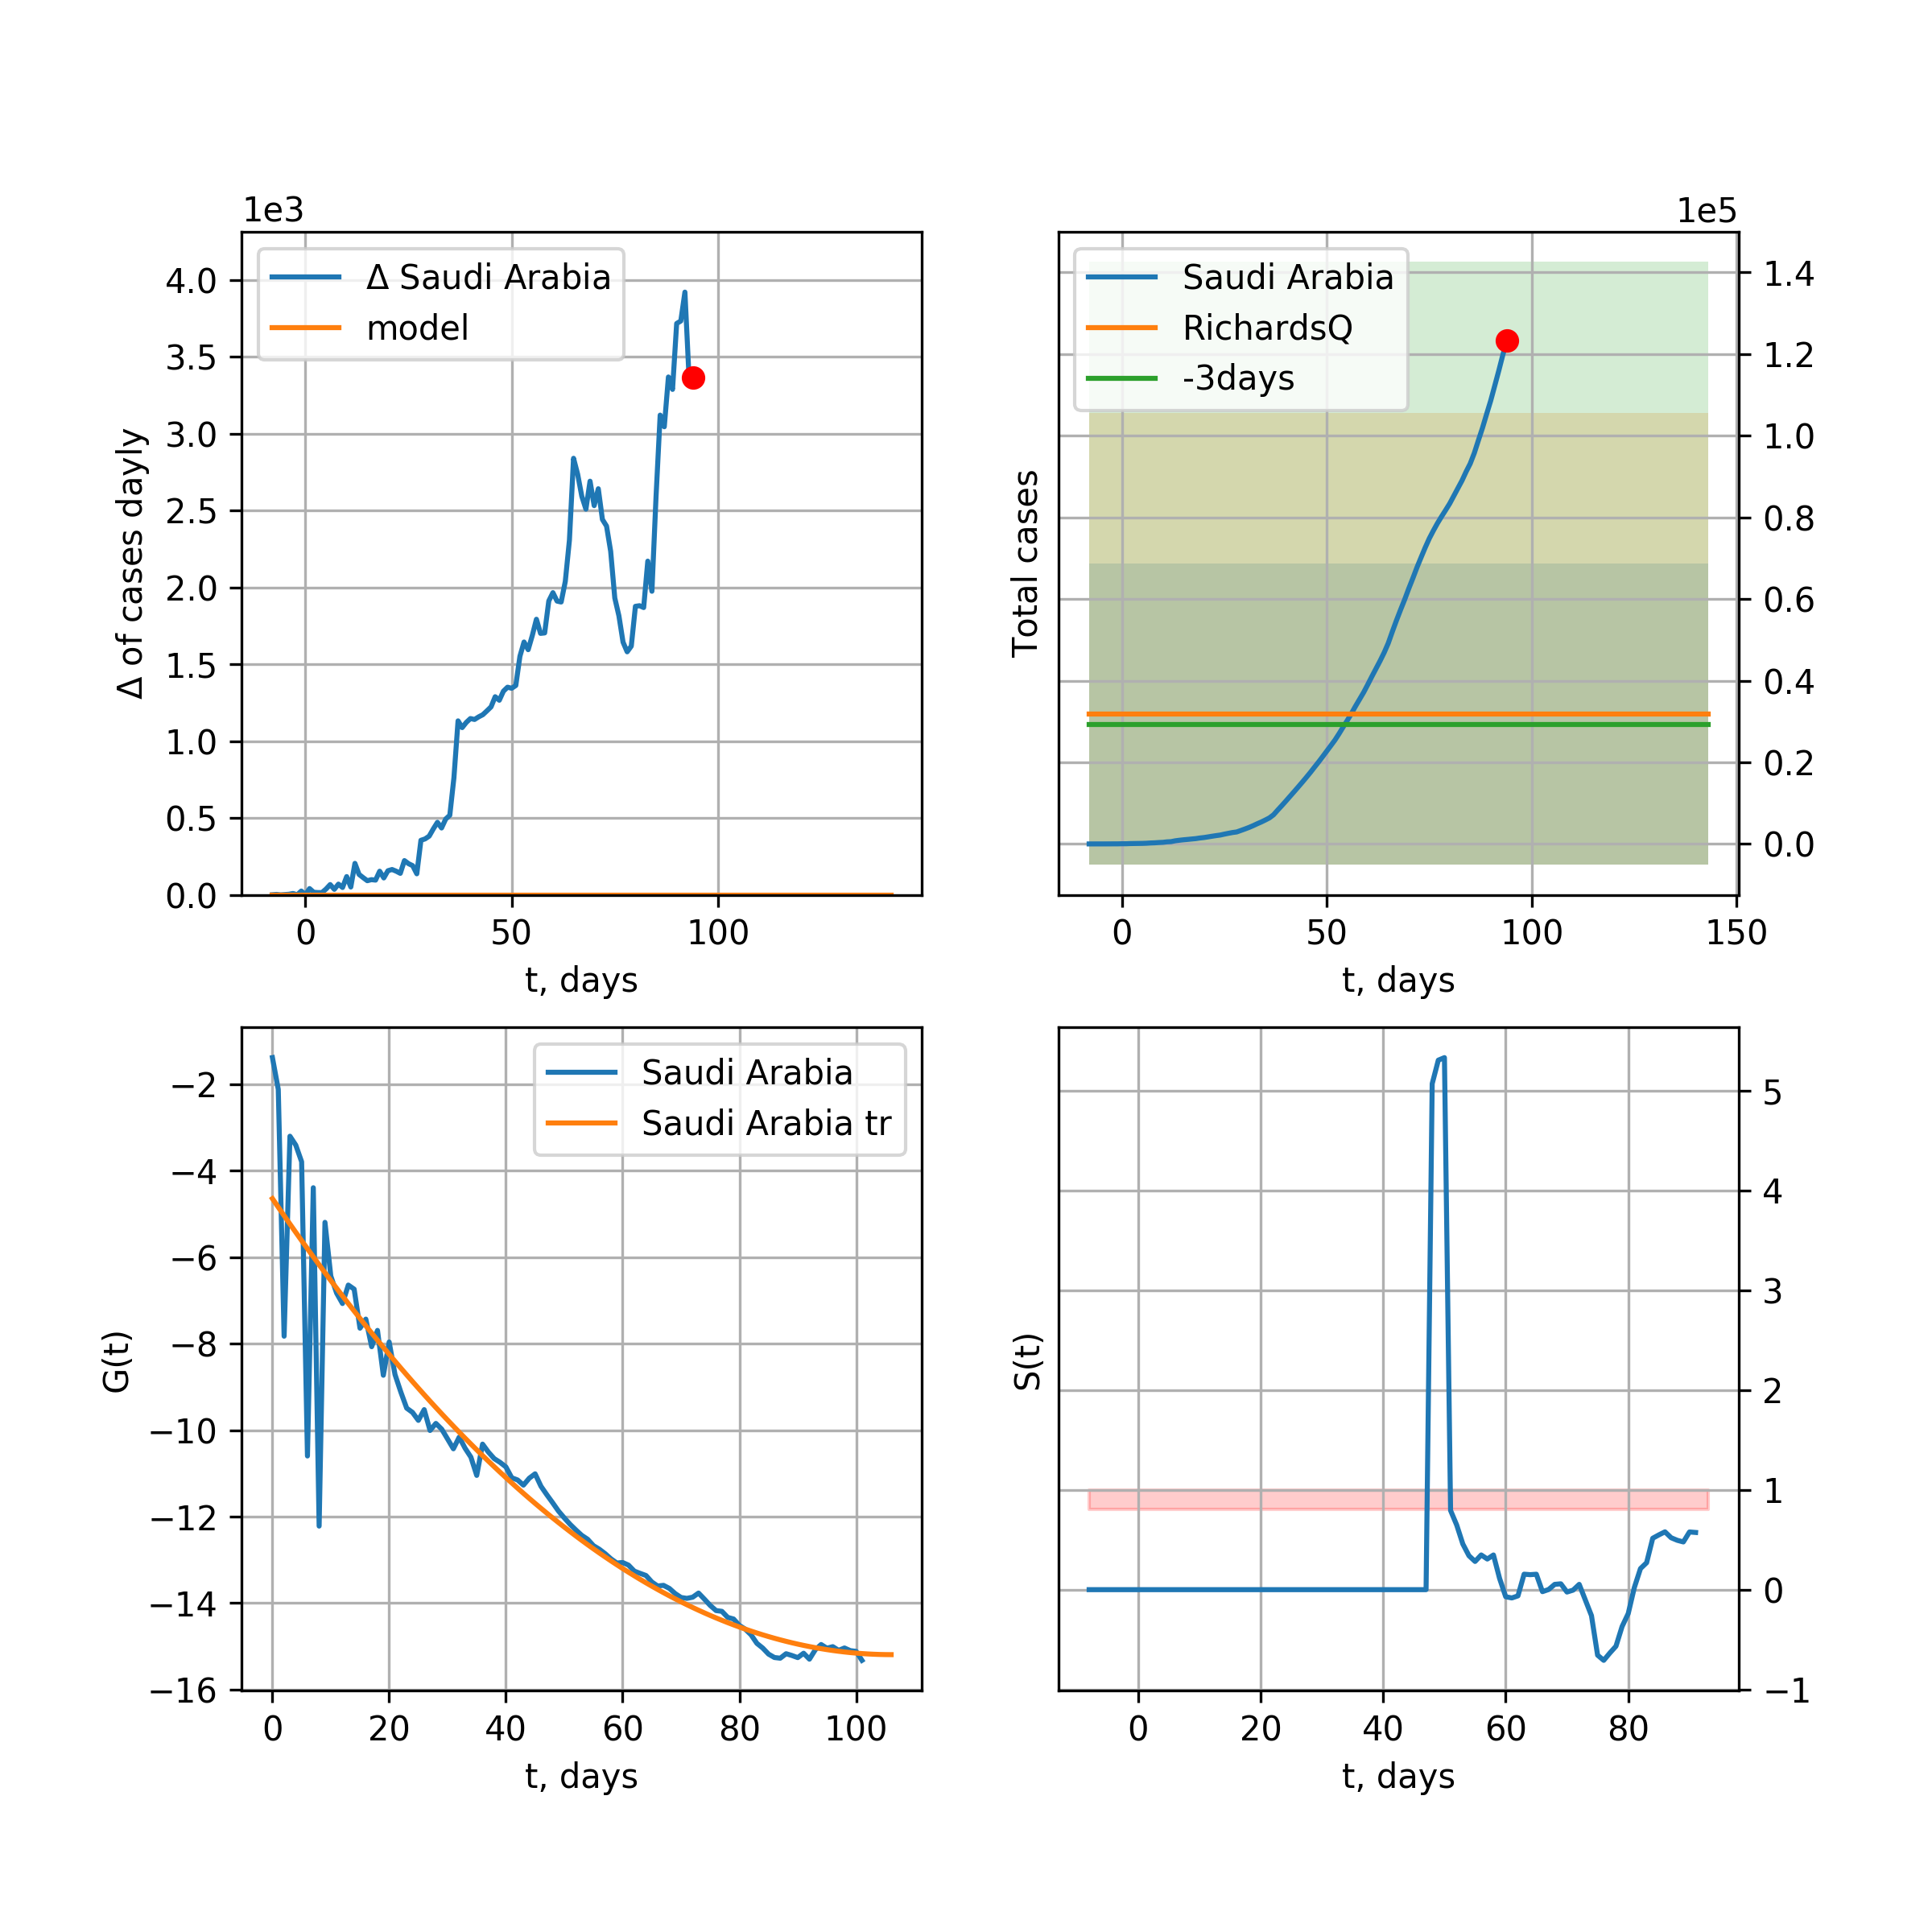 1e3
Δ Saudi Arabia
model
4.0
3.5
3.0
2.5
2.0
1.5
1.0
0.5
0.0
Δ of cases dayly
0 50 100
t, days
1e5
Saudi Arabia
RichardsQ
-3days
Total cases
1.4
1.2
1.0
0.8
0.6
0.4
0.2
0.0
0 50 100 150
t, days
Saudi Arabia
Saudi Arabia tr
−2
−4
−6
−8
−10
−12
−14
−16
G(t)
0 20 40 60 80 100
t, days
S(t)
5
4
3
2
1
0
−1
0 20 40 60 80
t, days